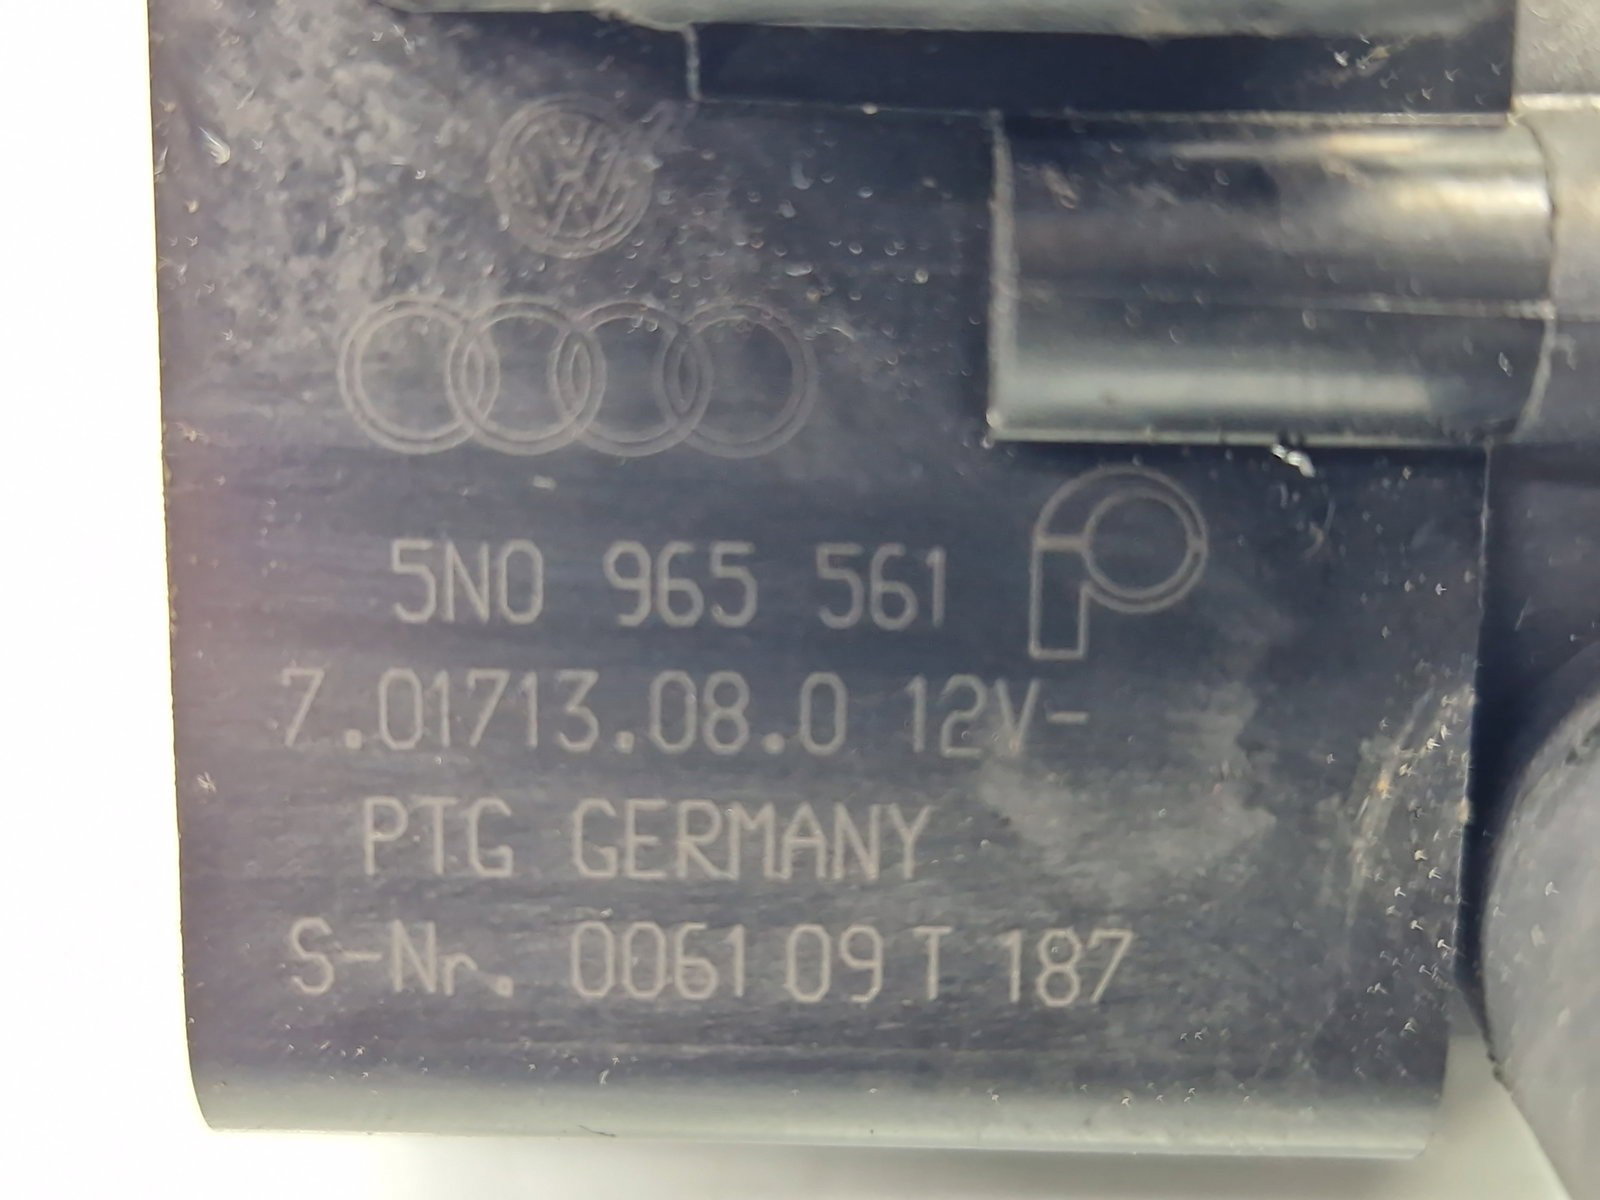 5N0 965 561
7.01713.08.0 12V-
PTG GERMANY
S-Nr. 0061 09 T 187